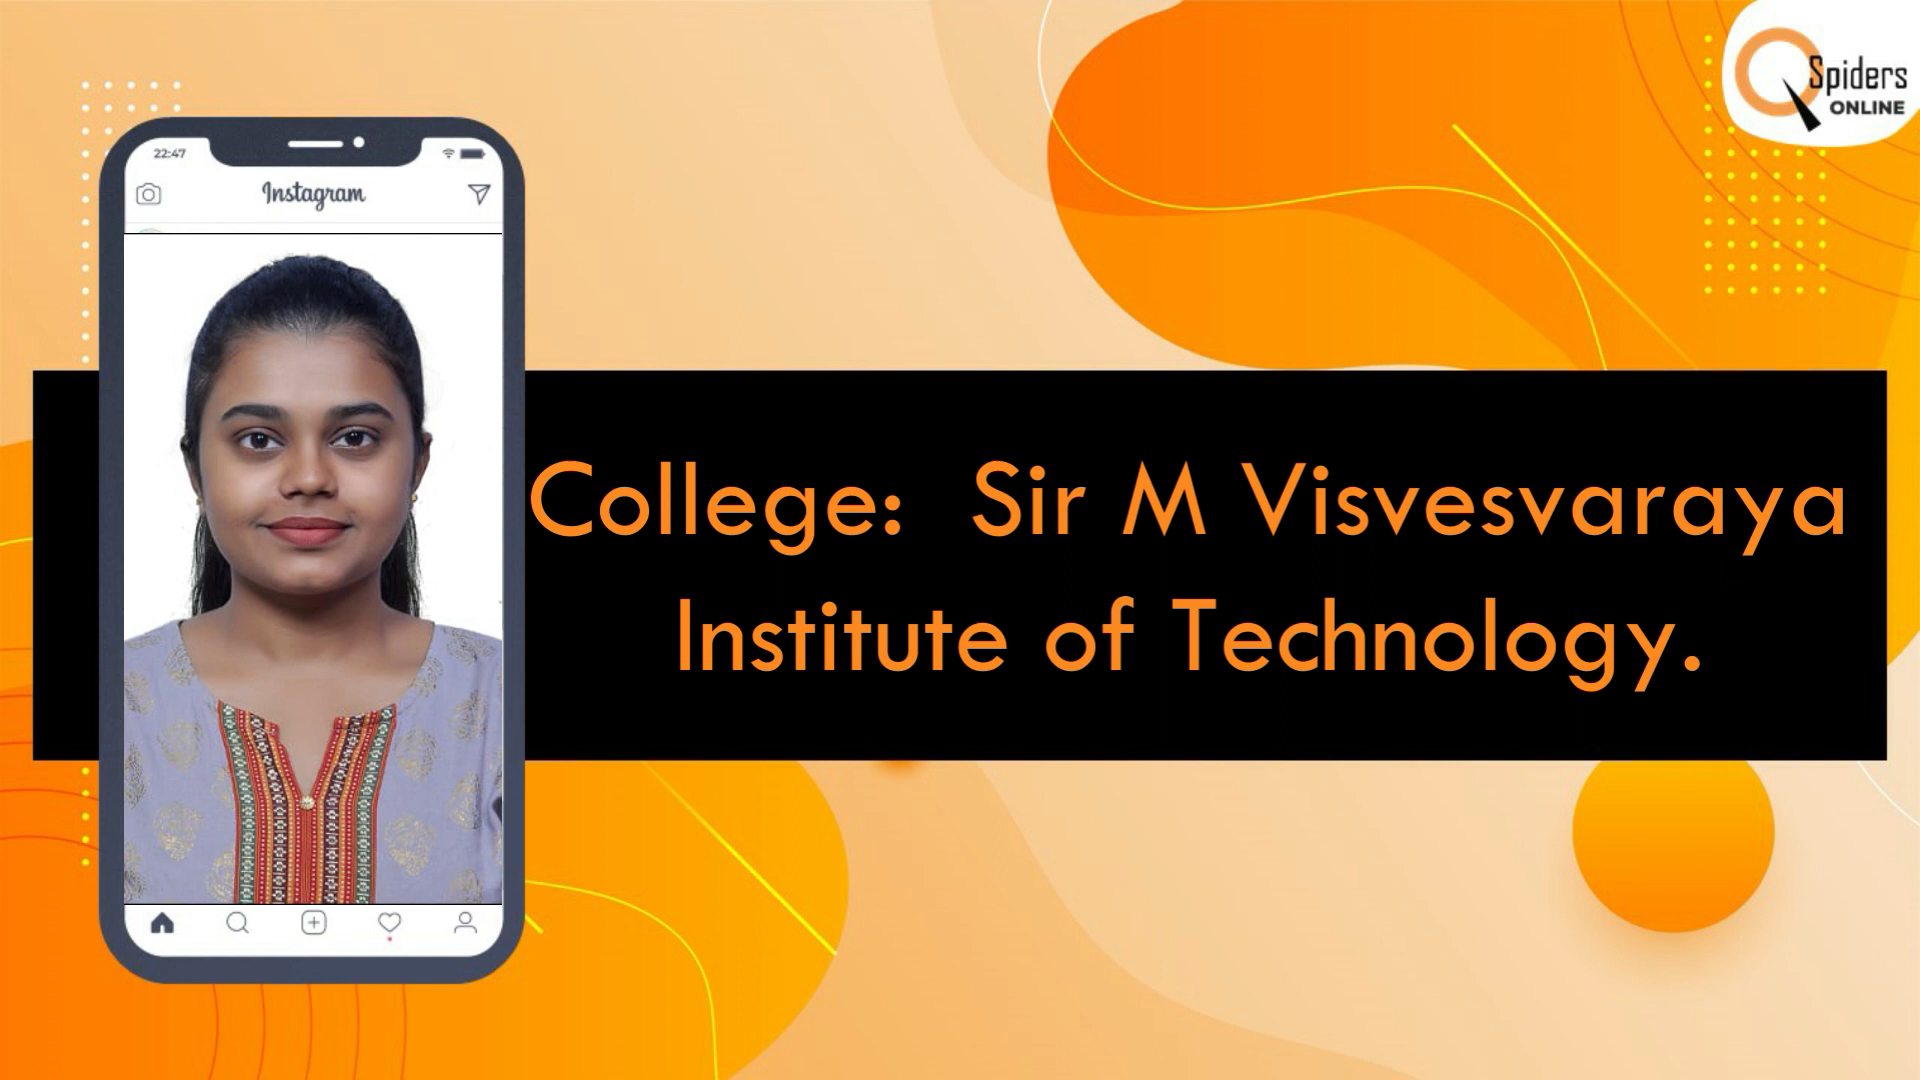 Spiders
ONLINE
22:47
Instagram
College: Sir M Visvesvaraya
Institute of Technology.